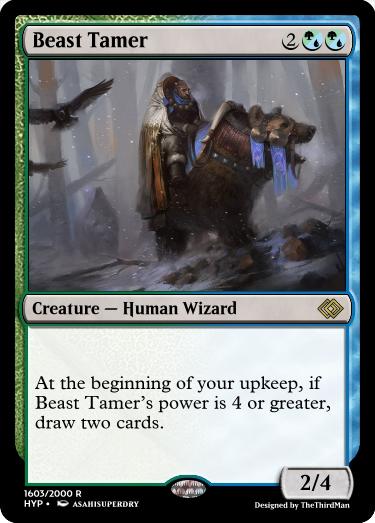 Beast Tamer 2
Creature — Human Wizard
At the beginning of your upkeep, if
Beast Tamer's power is 4 or greater,
draw two cards.
2/4
1603/2000 R
HYP • ASAHISUPERDRY
Designed by TheThirdMan